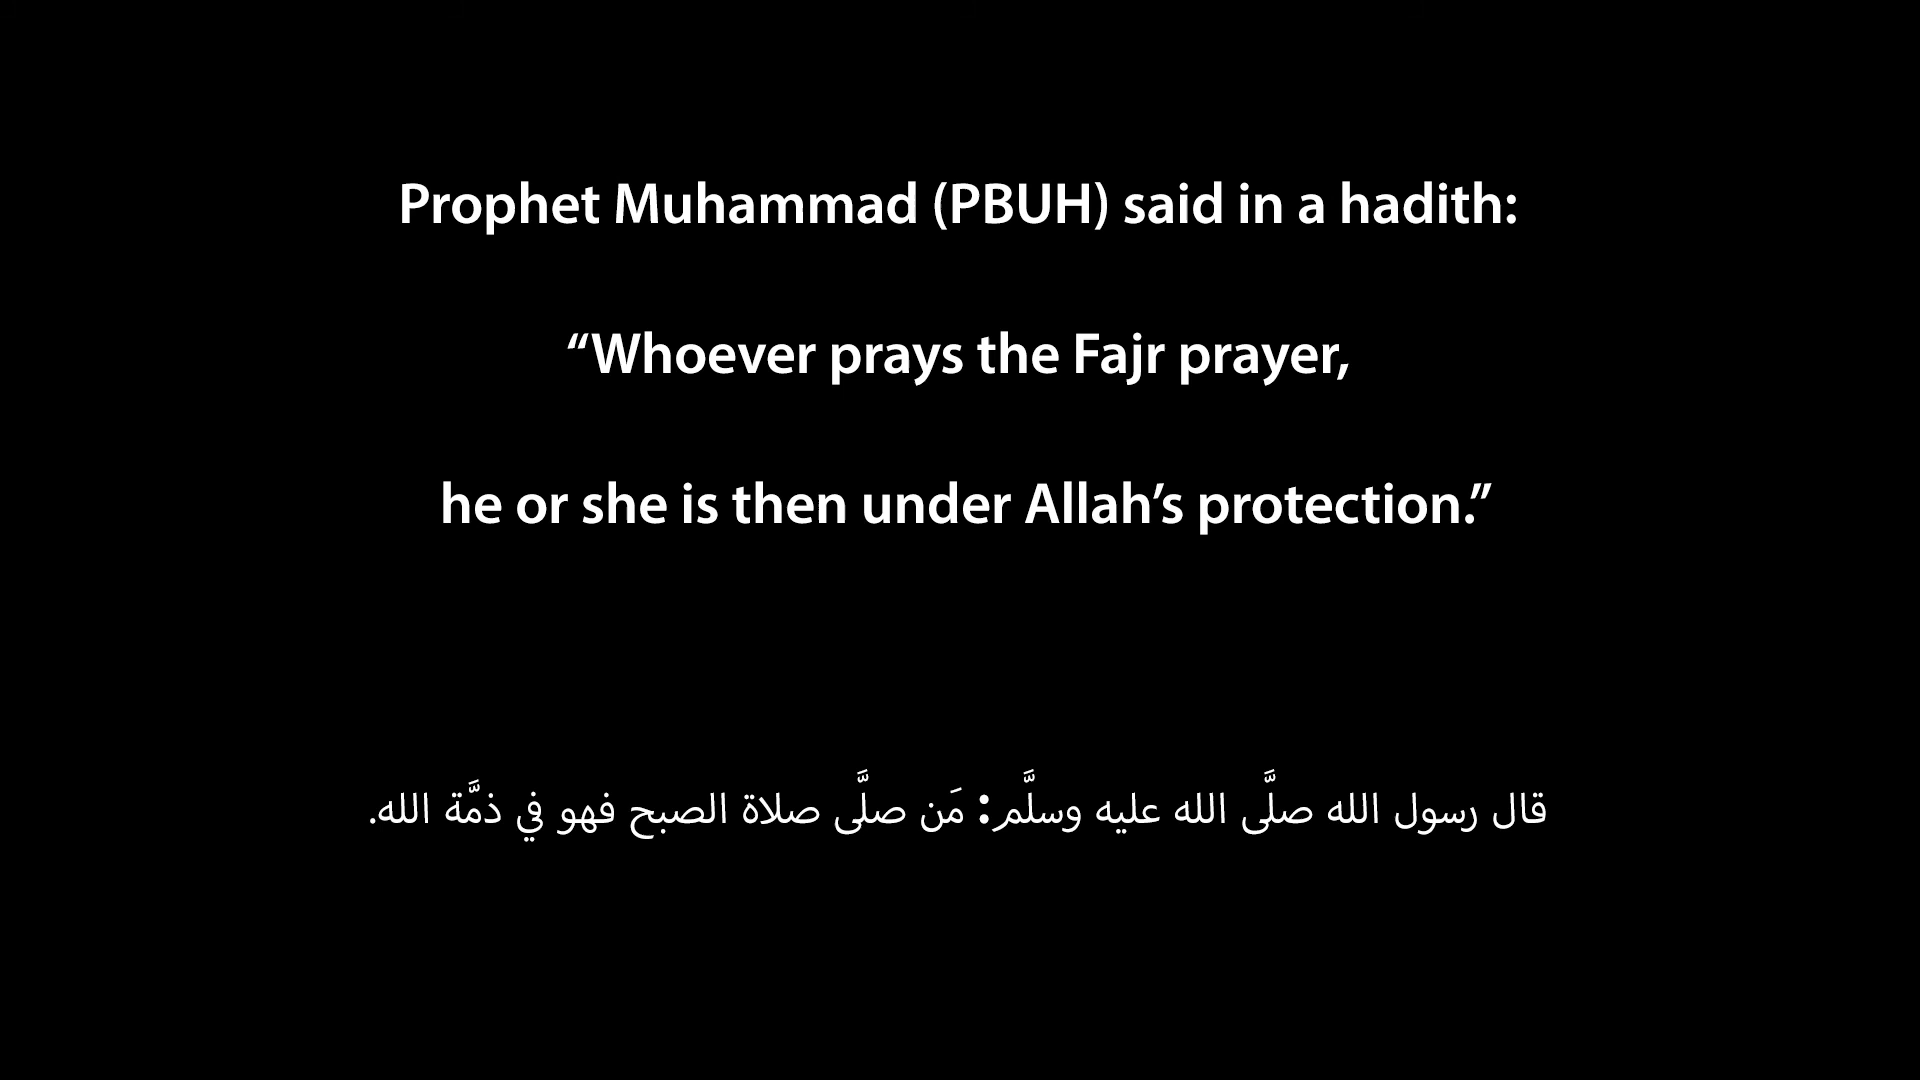 Prophet Muhammad (PBUH) said in a hadith:
“Whoever prays the Fajr prayer,
he or she is then under Allah’s protection.”
قال رسول الله صلَّى الله عليه وسلَّم: مَن صلَّى صلاة الصبح فهو في ذمَّة الله.